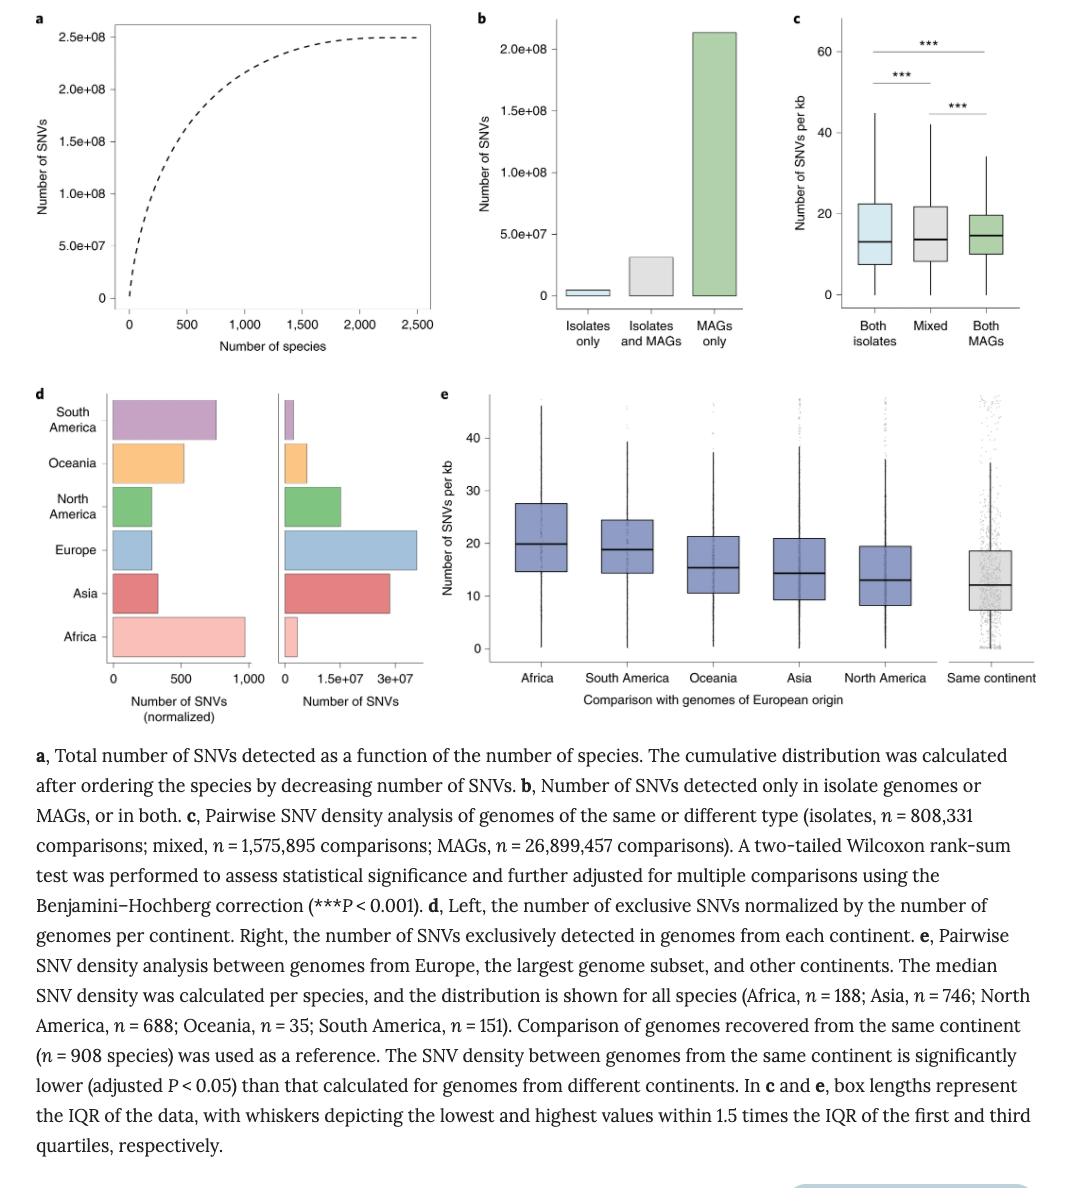 a
2.5e+08
2.0e+08
1.5e+08
1.0e+08
5.0e+07
0
Number of SNVs
0 500 1,000 1,500 2,000 2,500
Number of species
b
2.0e+08
1.5e+08
1.0e+08
5.0e+07
0
Number of SNVs
Isolates only
Isolates and MAGs
MAGs only
c
60
40
20
0
Number of SNVs per kb
***
***
***
Both isolates
Mixed
Both MAGs
d
South America
Oceania
North America
Europe
Asia
Africa
0 500 1,000
Number of SNVs
(normalized)
0 1.5e+07 3e+07
Number of SNVs
e
40
30
20
10
0
Number of SNVs per kb
Africa South America Oceania Asia North America Same continent
Comparison with genomes of European origin
a, Total number of SNVs detected as a function of the number of species. The cumulative distribution was calculated
after ordering the species by decreasing number of SNVs. b, Number of SNVs detected only in isolate genomes or
MAGs, or in both. c, Pairwise SNV density analysis of genomes of the same or different type (isolates, n = 808,331
comparisons; mixed, n = 1,575,895 comparisons; MAGs, n = 26,899,457 comparisons). A two-tailed Wilcoxon rank-sum
test was performed to assess statistical significance and further adjusted for multiple comparisons using the
Benjamini–Hochberg correction (***P < 0.001). d, Left, the number of exclusive SNVs normalized by the number of
genomes per continent. Right, the number of SNVs exclusively detected in genomes from each continent. e, Pairwise
SNV density analysis between genomes from Europe, the largest genome subset, and other continents. The median
SNV density was calculated per species, and the distribution is shown for all species (Africa, n = 188; Asia, n = 746; North
America, n = 688; Oceania, n = 35; South America, n = 151). Comparison of genomes recovered from the same continent
(n = 908 species) was used as a reference. The SNV density between genomes from the same continent is significantly
lower (adjusted P < 0.05) than that calculated for genomes from different continents. In c and e, box lengths represent
the IQR of the data, with whiskers depicting the lowest and highest values within 1.5 times the IQR of the first and third
quartiles, respectively.